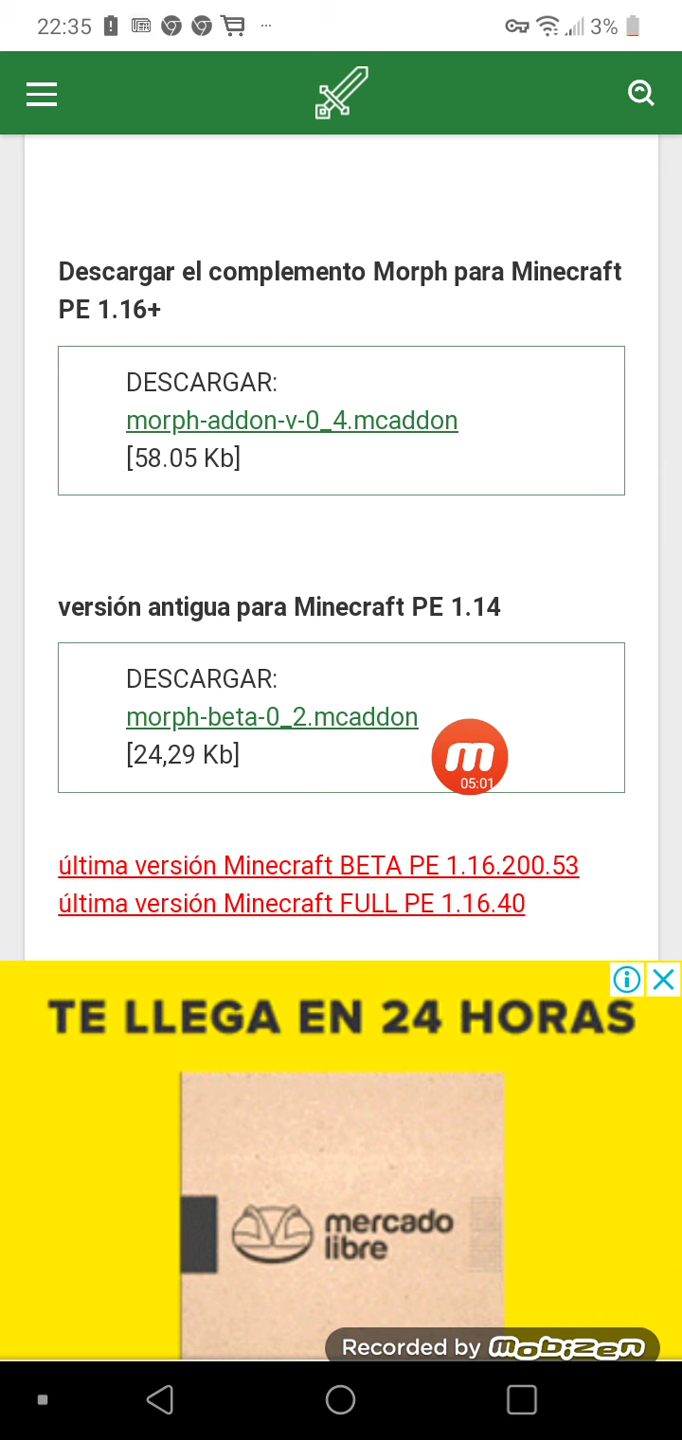 22:35
3%
Descargar el complemento Morph para Minecraft
PE 1.16+
DESCARGAR:
morph-addon-v-0_4.mcaddon
[58.05 Kb]
versión antigua para Minecraft PE 1.14
DESCARGAR:
morph-beta-0_2.mcaddon
[24,29 Kb]
m
05:01
última versión Minecraft BETA PE 1.16.200.53
última versión Minecraft FULL PE 1.16.40
TE LLEGA EN 24 HORAS
mercado
libre
Recorded by mobizen